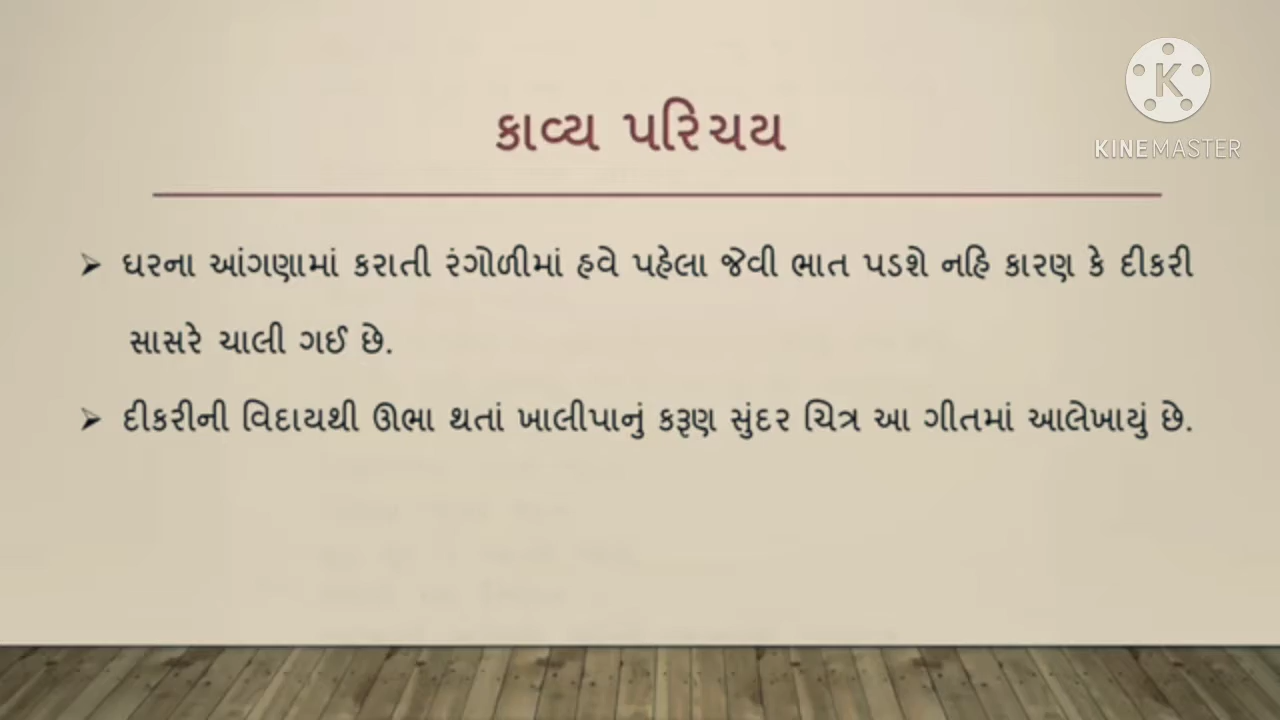 K
KINEMASTER
કાવ્ય પરિચય
➢ ઘરના આંગણામાં કરાતી રંગોળીમાં હવે પહેલા જેવી ભાત પડશે નહિ કારણ કે દીકરી
સાસરે ચાલી ગઈ છે.
➢ દીકરીની વિદાયથી ઊભા થતાં ખાલીપાનું કરૂણ સુંદર ચિત્ર આ ગીતમાં આલેખાયું છે.